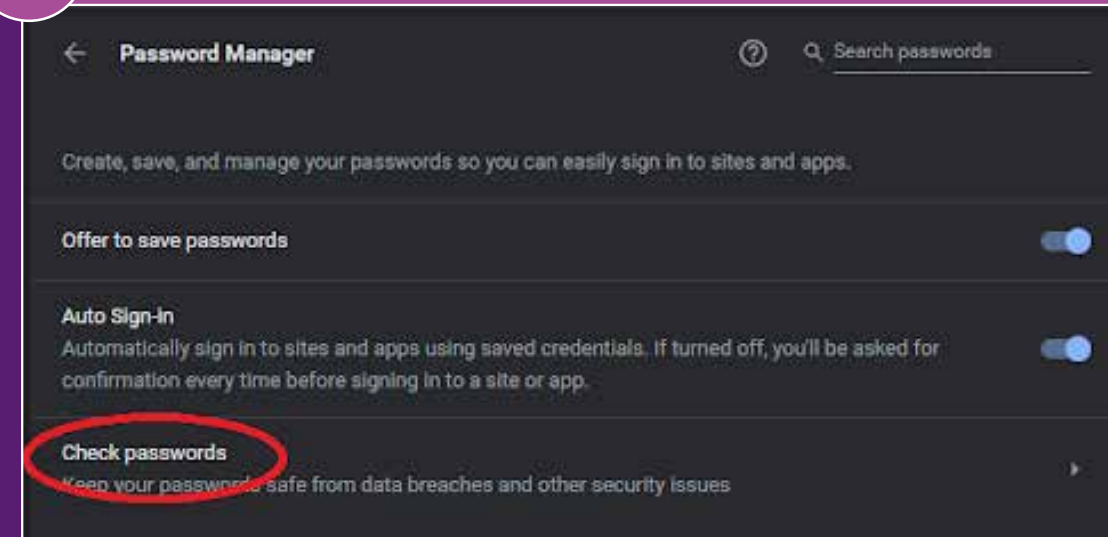 Password Manager
Search passwords
Create, save, and manage your passwords so you can easily sign in to sites and apps.
Offer to save passwords
Auto Sign-in
Automatically sign in to sites and apps using saved credentials. If turned off, you'll be asked for
confirmation every time before signing in to a site or app.
Check passwords
Keep your passwords safe from data breaches and other security issues